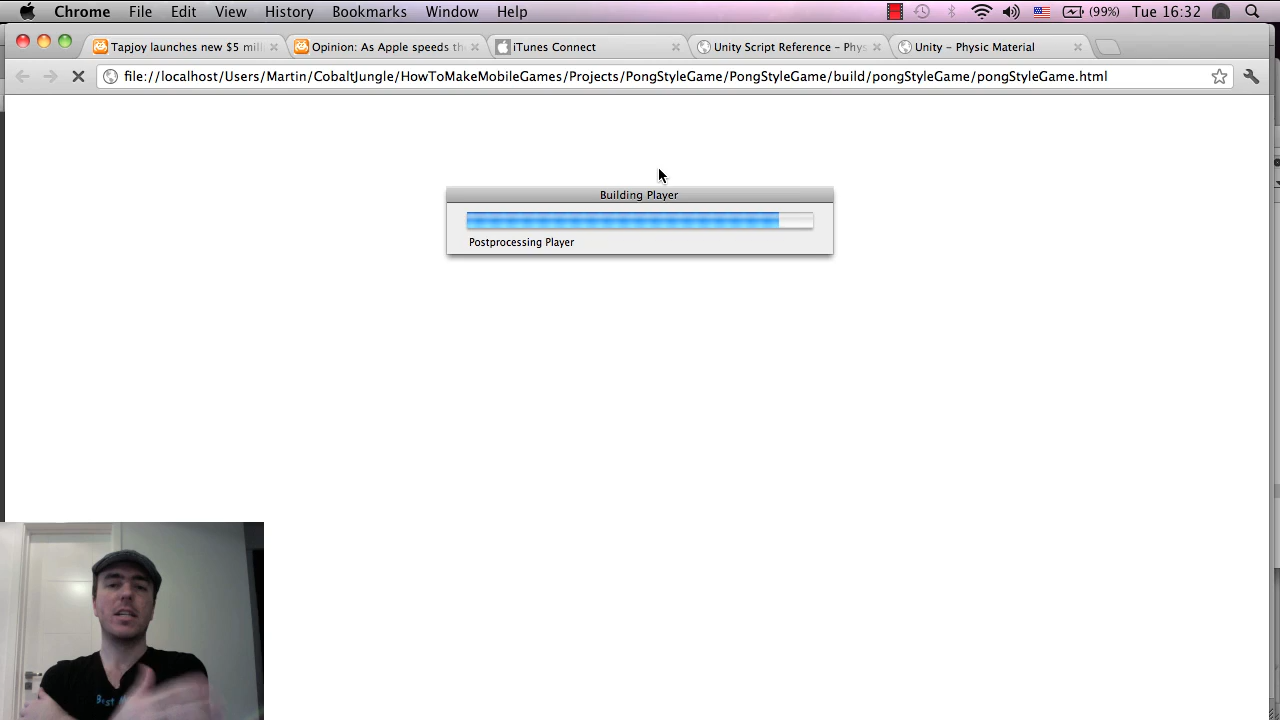 Chrome File Edit View History Bookmarks Window Help (99%) Tue 16:32
Tapjoy launches new $5 mill Opinion: As Apple speeds th iTunes Connect Unity Script Reference – Phys Unity – Physic Material
file://localhost/Users/Martin/CobaltJungle/HowToMakeMobileGames/Projects/PongStyleGame/PongStyleGame/build/pongStyleGame/pongStyleGame.html
Building Player
Postprocessing Player
Best